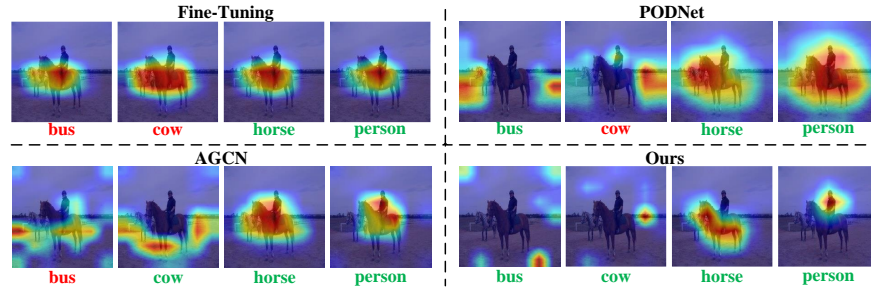 Fine-Tuning
PODNet
bus cow horse person
bus cow horse person
AGCN
Ours
bus cow horse person
bus cow horse person